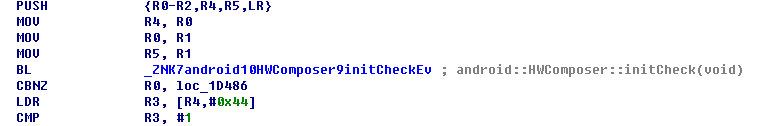 PUSH {R0-R2,R4,R5,LR}
MOV R4, R0
MOV R0, R1
MOV R5, R1
BL _ZNK7android10HWComposer9initCheckEv ; android::HWComposer::initCheck(void)
CBNZ R0, loc_1D486
LDR R3, [R4,#0x44]
CMP R3, #1